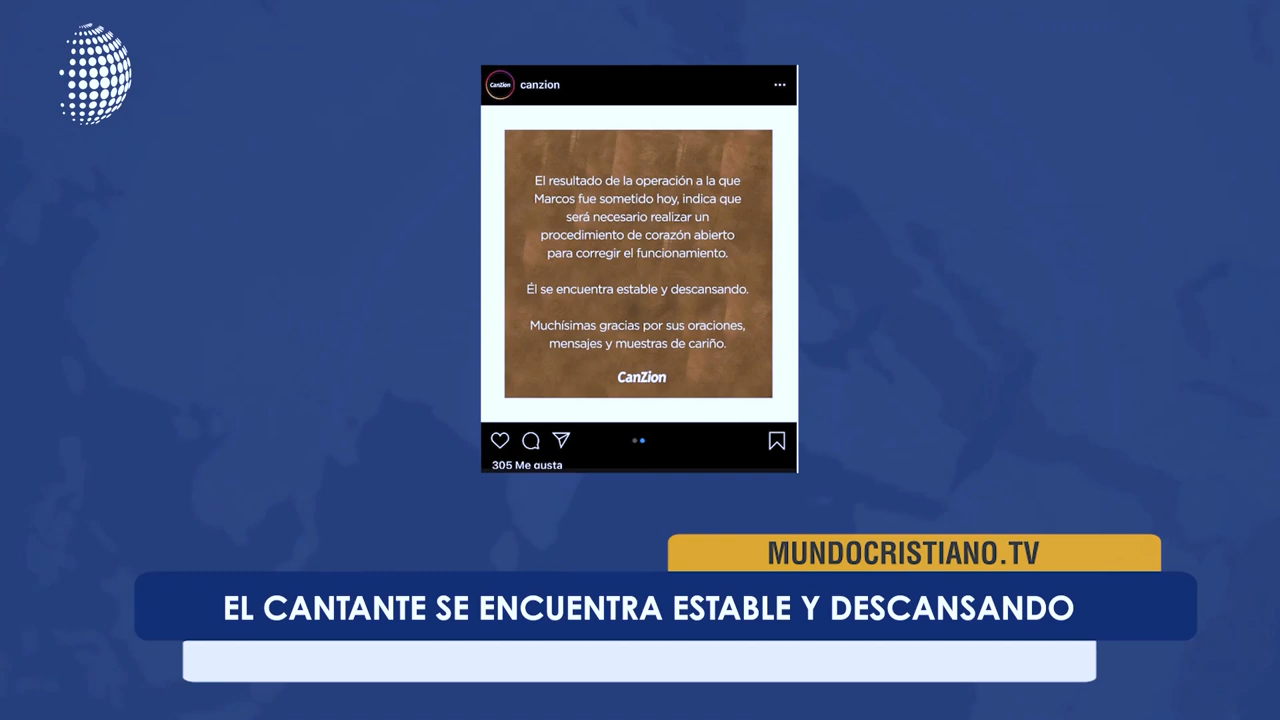 CanZion
canzion
El resultado de la operación a la que
Marcos fue sometido hoy, indica que
será necesario realizar un
procedimiento de corazón abierto
para corregir el funcionamiento.
Él se encuentra estable y descansando.
Muchísimas gracias por sus oraciones,
mensajes y muestras de cariño.
CanZion
305 Me gusta
MUNDOCRISTIANO.TV
EL CANTANTE SE ENCUENTRA ESTABLE Y DESCANSANDO